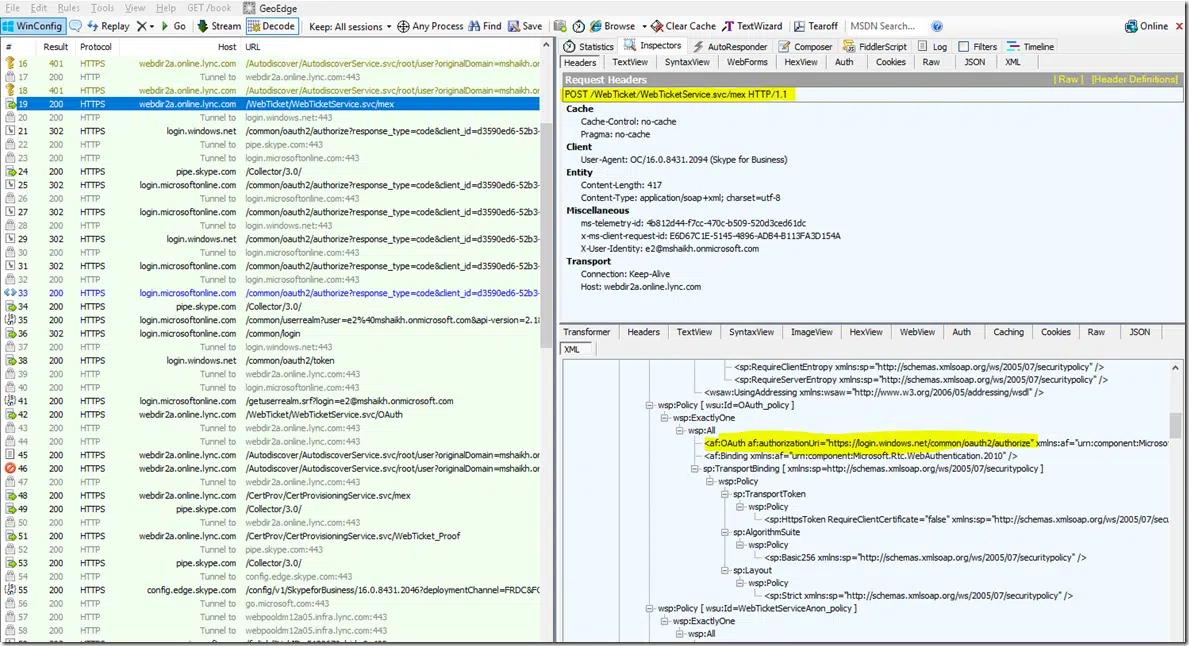 File Edit Rules Tools View Help GET /book GeoEdge
WinConfig Replay Go Stream Decode Keep: All sessions Any Process Find Save Browse Clear Cache TextWizard Tearoff MSDN Search... Online
# Result Protocol Host URL
16 401 HTTPS webdir2a.online.lync.com /Autodiscover/AutodiscoverService.svc/root/user?originalDomain=mshaikh.on
17 200 HTTP Tunnel to webdir2a.online.lync.com:443
18 401 HTTPS webdir2a.online.lync.com /Autodiscover/AutodiscoverService.svc/root/user?originalDomain=mshaikh.on
19 200 HTTPS webdir2a.online.lync.com /WebTicket/WebTicketService.svc/mex
20 200 HTTP Tunnel to login.windows.net:443
21 302 HTTPS login.windows.net /common/oauth2/authorize?response_type=code&client_id=d3590ed6-52b3-
22 200 HTTP Tunnel to pipe.skype.com:443
23 200 HTTP Tunnel to login.microsoftonline.com:443
24 200 HTTPS pipe.skype.com /Collector/3.0/
25 302 HTTPS login.microsoftonline.com /common/oauth2/authorize?response_type=code&client_id=d3590ed6-52b3-
26 200 HTTP Tunnel to login.microsoftonline.com:443
27 302 HTTPS login.microsoftonline.com /common/oauth2/authorize?response_type=code&client_id=d3590ed6-52b3-
28 200 HTTP Tunnel to login.windows.net:443
29 302 HTTPS login.windows.net /common/oauth2/authorize?response_type=code&client_id=d3590ed6-52b3-
30 200 HTTP Tunnel to login.microsoftonline.com:443
31 302 HTTPS login.microsoftonline.com /common/oauth2/authorize?response_type=code&client_id=d3590ed6-52b3-
32 200 HTTP Tunnel to login.microsoftonline.com:443
33 200 HTTPS login.microsoftonline.com /common/oauth2/authorize?response_type=code&client_id=d3590ed6-52b3-
34 200 HTTPS pipe.skype.com /Collector/3.0/
35 200 HTTPS login.microsoftonline.com /common/userrealm?user=e2%40mshaikh.onmicrosoft.com&api-version=2.1&
36 302 HTTPS login.microsoftonline.com /common/login
37 200 HTTP Tunnel to login.windows.net:443
38 200 HTTPS login.windows.net /common/oauth2/token
39 200 HTTP Tunnel to webdir2a.online.lync.com:443
40 200 HTTP Tunnel to login.microsoftonline.com:443
41 200 HTTPS login.microsoftonline.com /getuserrealm.srf?login=e2@mshaikh.onmicrosoft.com
42 200 HTTPS webdir2a.online.lync.com /WebTicket/WebTicketService.svc/OAuth
44 200 HTTP Tunnel to webdir2a.online.lync.com:443
45 200 HTTPS webdir2a.online.lync.com /Autodiscover/AutodiscoverService.svc/root/user?originalDomain=mshaikh.on
46 200 HTTPS webdir2a.online.lync.com /Autodiscover/AutodiscoverService.svc/root/user?originalDomain=mshaikh.on
47 200 HTTP Tunnel to webdir2a.online.lync.com:443
48 200 HTTPS webdir2a.online.lync.com /CertProv/CertProvisioningService.svc/mex
49 200 HTTPS pipe.skype.com /Collector/3.0/
50 200 HTTP Tunnel to webdir2a.online.lync.com:443
51 200 HTTPS webdir2a.online.lync.com /CertProv/CertProvisioningService.svc/WebTicket_Proof
52 200 HTTP Tunnel to pipe.skype.com:443
53 200 HTTPS pipe.skype.com /Collector/3.0/
54 200 HTTP Tunnel to config.edge.skype.com:443
55 200 HTTPS config.edge.skype.com /config/v1/SkypeforBusiness/16.0.8431.2046?deploymentChannel=FRDC&FC
56 200 HTTP Tunnel to go.microsoft.com:443
57 200 HTTP Tunnel to webpooldm12a05.infra.lync.com:443
58 200 HTTP Tunnel to webpooldm12a05.infra.lync.com:443
Statistics Inspectors AutoResponder Composer FiddlerScript Log Filters Timeline
Headers TextView SyntaxView WebForms HexView Auth Cookies Raw JSON XML
Request Headers [ Raw ] [Header Definitions]
POST /WebTicket/WebTicketService.svc/mex HTTP/1.1
Cache
Cache-Control: no-cache
Pragma: no-cache
Client
User-Agent: OC/16.0.8431.2094 (Skype for Business)
Entity
Content-Length: 417
Content-Type: application/soap+xml; charset=utf-8
Miscellaneous
ms-telemetry-id: 4b812d44-f7cc-470c-b509-520d3ced61dc
x-ms-client-request-id: E6D67C1E-5145-4896-ADB4-B113FA3D154A
X-User-Identity: e2@mshaikh.onmicrosoft.com
Transport
Connection: Keep-Alive
Host: webdir2a.online.lync.com
Transformer Headers TextView SyntaxView ImageView HexView WebView Auth Caching Cookies Raw JSON
XML
<sp:RequireClientEntropy xmlns:sp="http://schemas.xmlsoap.org/ws/2005/07/securitypolicy" />
<sp:RequireServerEntropy xmlns:sp="http://schemas.xmlsoap.org/ws/2005/07/securitypolicy" />
<wsaw:UsingAddressing xmlns:wsaw="http://www.w3.org/2006/05/addressing/wsdl" />
wsp:Policy [ wsu:Id=OAuth_policy ]
wsp:ExactlyOne
wsp:All
<af:OAuth af:authorizationUri="https://login.windows.net/common/oauth2/authorize" xmlns:af="urn:component:Microso
<af:Binding xmlns:af="urn:component:Microsoft.Rtc.WebAuthentication.2010" />
sp:TransportBinding [ xmlns:sp=http://schemas.xmlsoap.org/ws/2005/07/securitypolicy ]
wsp:Policy
sp:TransportToken
wsp:Policy
<sp:HttpsToken RequireClientCertificate="false" xmlns:sp="http://schemas.xmlsoap.org/ws/2005/07/secu
sp:AlgorithmSuite
wsp:Policy
<sp:Basic256 xmlns:sp="http://schemas.xmlsoap.org/ws/2005/07/securitypolicy" />
sp:Layout
wsp:Policy
<sp:Strict xmlns:sp="http://schemas.xmlsoap.org/ws/2005/07/securitypolicy" />
wsp:Policy [ wsu:Id=WebTicketServiceAnon_policy ]
wsp:ExactlyOne
wsp:All